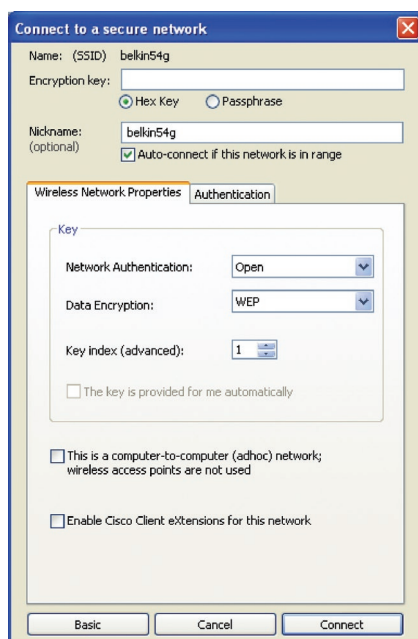 Connect to a secure network
Name: (SSID) belkin54g
Encryption key:
Hex Key Passphrase
Nickname: belkin54g
(optional)
Auto-connect if this network is in range
Wireless Network Properties Authentication
Key
Network Authentication: Open
Data Encryption: WEP
Key index (advanced): 1
The key is provided for me automatically
This is a computer-to-computer (adhoc) network;
wireless access points are not used
Enable Cisco Client eXtensions for this network
Basic Cancel Connect